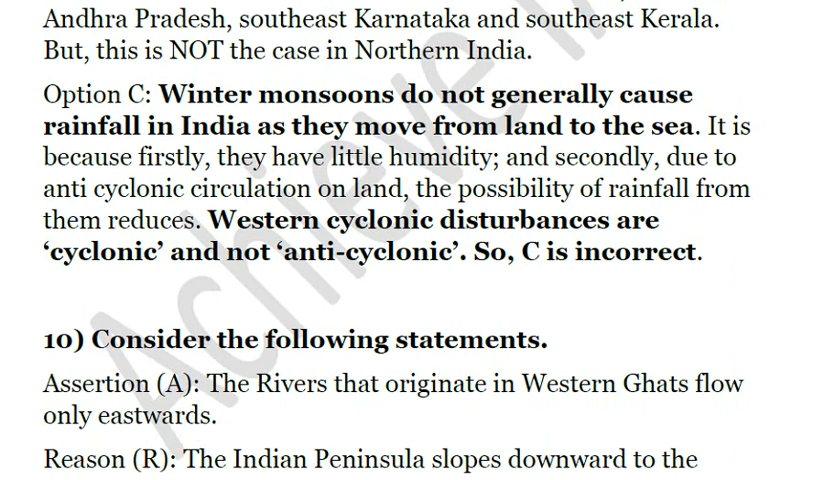 Andhra Pradesh, southeast Karnataka and southeast Kerala.
But, this is NOT the case in Northern India.
Option C: Winter monsoons do not generally cause
rainfall in India as they move from land to the sea. It is
because firstly, they have little humidity; and secondly, due to
anti cyclonic circulation on land, the possibility of rainfall from
them reduces. Western cyclonic disturbances are
‘cyclonic’ and not ‘anti-cyclonic’. So, C is incorrect.
10) Consider the following statements.
Assertion (A): The Rivers that originate in Western Ghats flow
only eastwards.
Reason (R): The Indian Peninsula slopes downward to the
Achieve